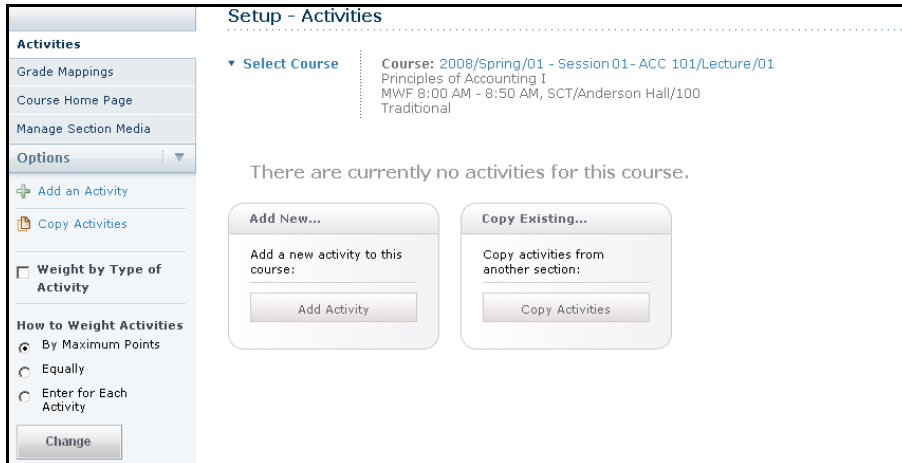 Setup - Activities
Activities
Grade Mappings
Course Home Page
Manage Section Media
Options
Add an Activity
Copy Activities
Weight by Type of
Activity
How to Weight Activities
By Maximum Points
Equally
Enter for Each
Activity
Change
Select Course
Course: 2008/Spring/01 - Session 01- ACC 101/Lecture/01
Principles of Accounting I
MWF 8:00 AM - 8:50 AM, SCT/Anderson Hall/100
Traditional
There are currently no activities for this course.
Add New...
Add a new activity to this
course:
Add Activity
Copy Existing...
Copy activities from
another section:
Copy Activities